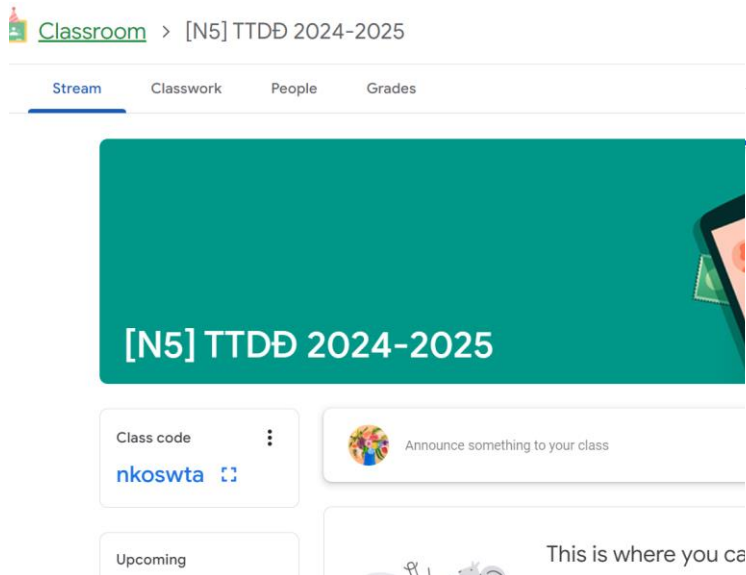 Classroom > [N5] TTDĐ 2024-2025
Stream Classwork People Grades
[N5] TTDĐ 2024-2025
Class code
nkoswta
Announce something to your class
Upcoming
This is where you ca